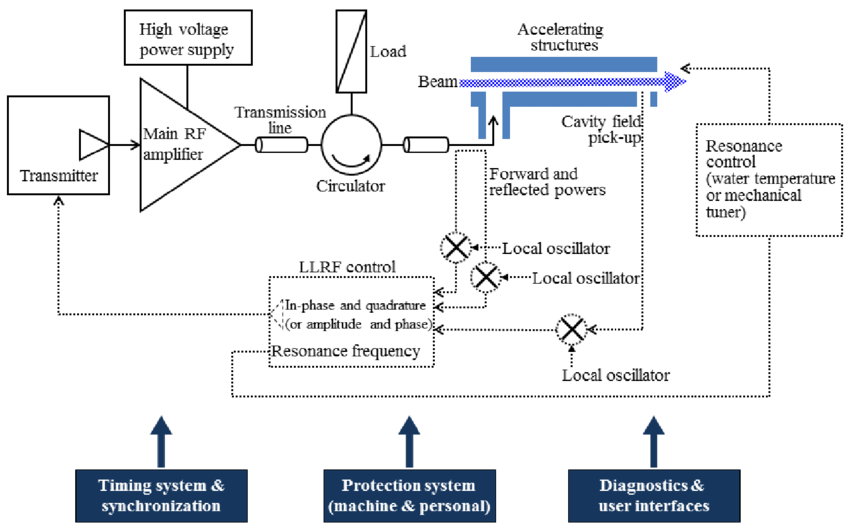 High voltage
power supply
Load
Accelerating
structures
Beam
Transmission
line
Main RF
amplifier
Transmitter
Circulator
Cavity field
pick-up
Forward and
reflected powers
Resonance
control
(water temperature
or mechanical
tuner)
Local oscillator
Local oscillator
LLRF control
In-phase and quadrature
(or amplitude and phase)
Resonance frequency
Local oscillator
Timing system &
synchronization
Protection system
(machine & personal)
Diagnostics &
user interfaces